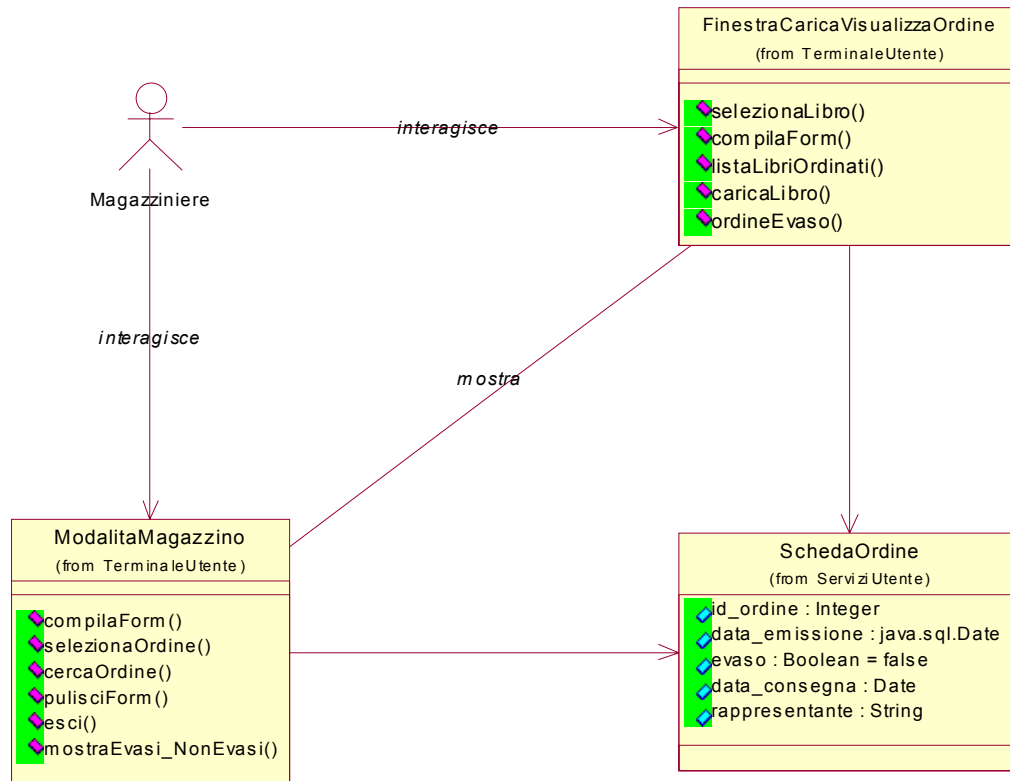 FinestraCaricaVisualizzaOrdine
(from TerminaleUtente)
selezionaLibro()
compilaForm()
listaLibriOrdinati()
caricaLibro()
ordineEvaso()
interagisce
Magazziniere
interagisce
mostra
ModalitaMagazzino
(from TerminaleUtente)
compilaForm()
selezionaOrdine()
cercaOrdine()
pulisciForm()
esci()
mostraEvasi_NonEvasi()
SchedaOrdine
(from ServiziUtente)
id_ordine : Integer
data_emissione : java.sql.Date
evaso : Boolean = false
data_consegna : Date
rappresentante : String